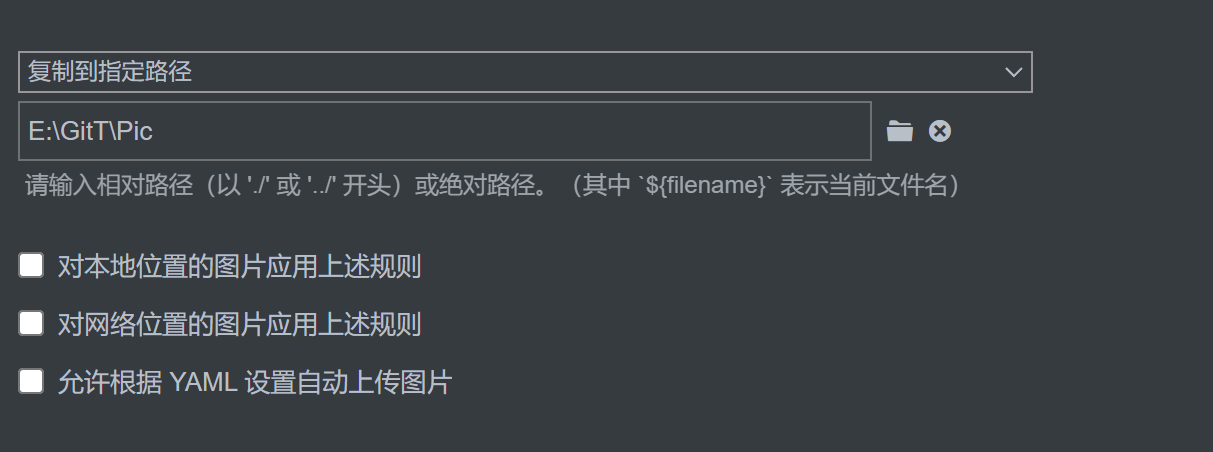 复制到指定路径
E:\GitT\Pic
请输入相对路径（以 './' 或 '../' 开头）或绝对路径。（其中 `${filename}` 表示当前文件名）
对本地位置的图片应用上述规则
对网络位置的图片应用上述规则
允许根据 YAML 设置自动上传图片